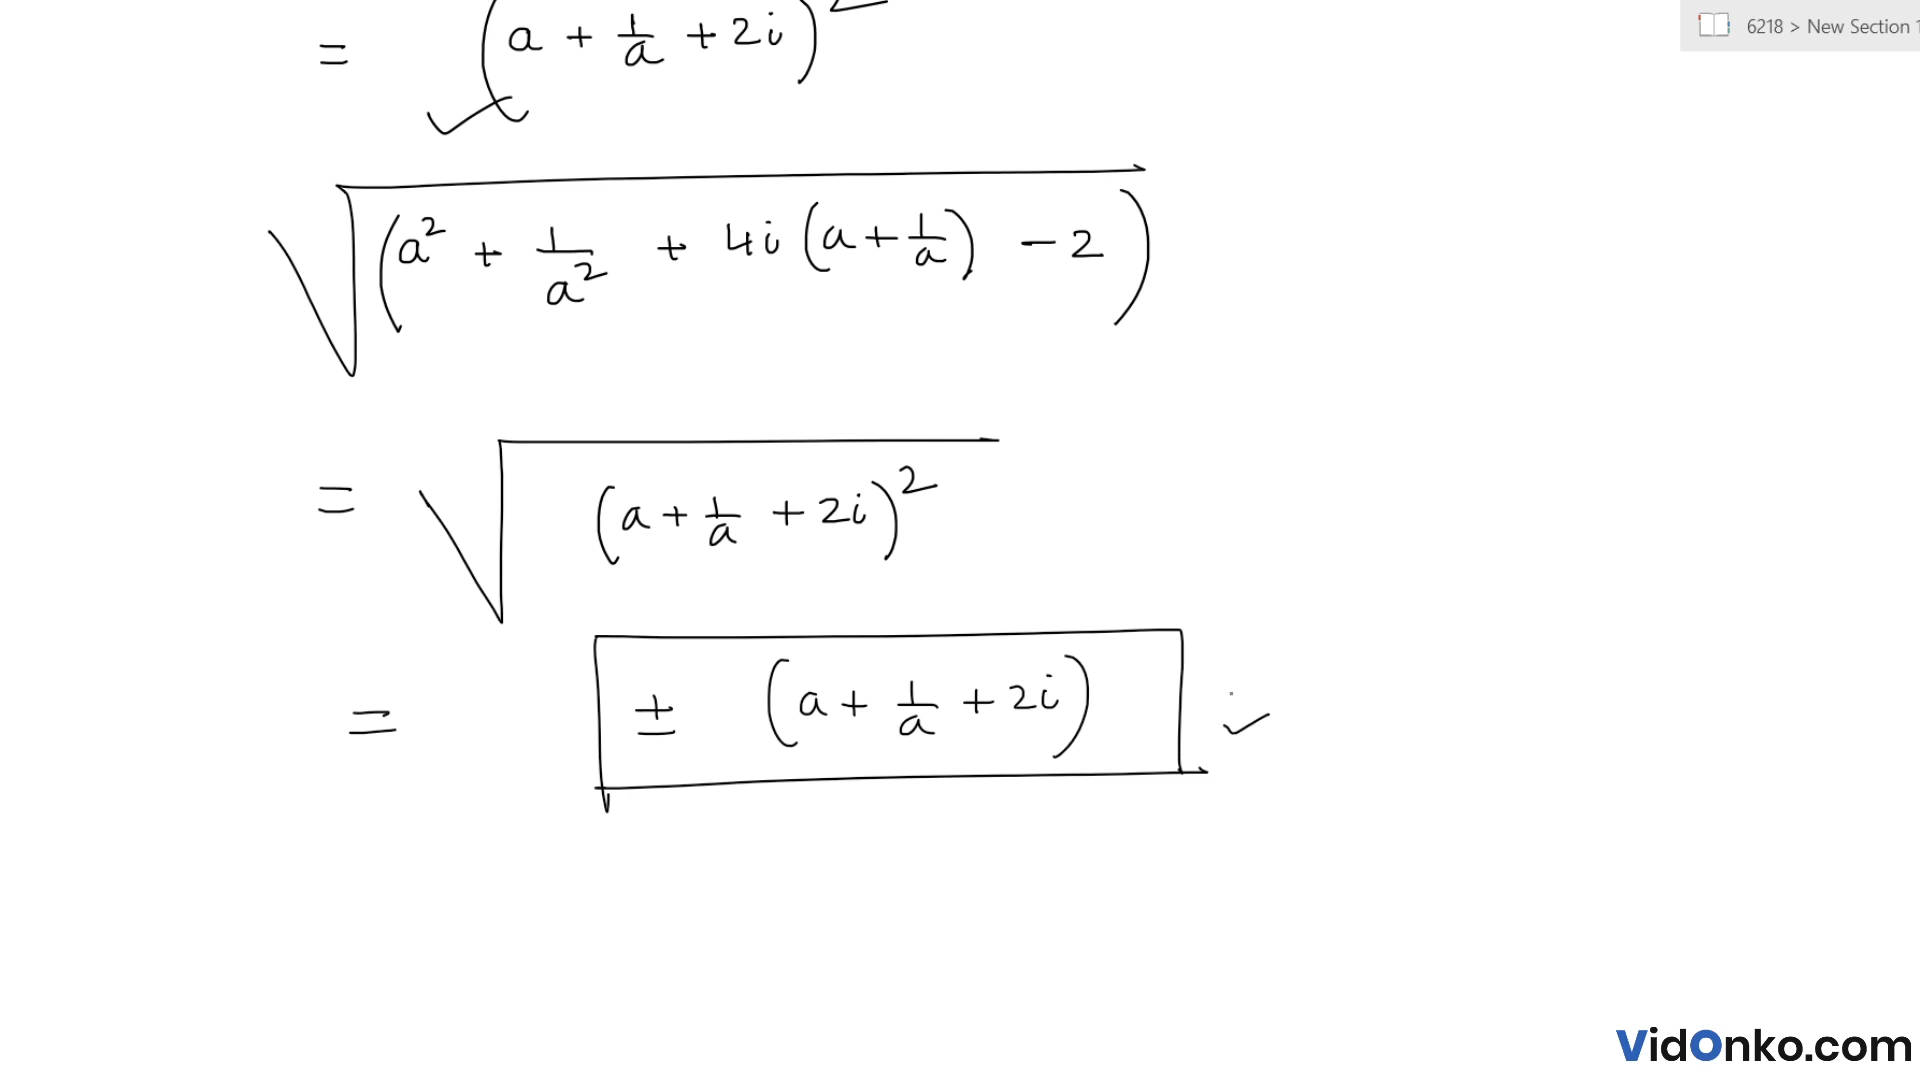 = (a + 1/a + 2i)²
6218 > New Section 1
√(a² + 1/a² + 4i(a + 1/a) - 2)
= √(a + 1/a + 2i)²
= ± (a + 1/a + 2i)
VidOnko.com